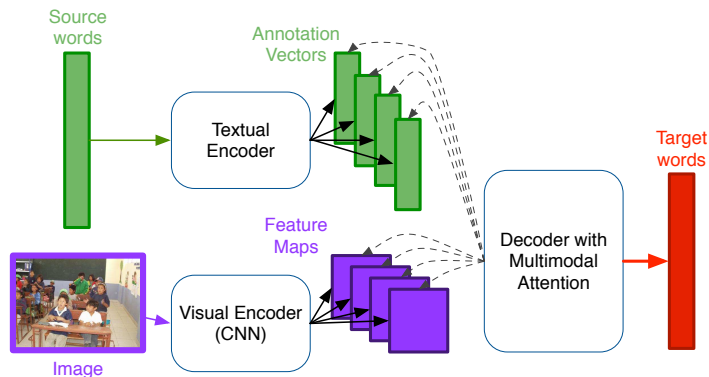 Source
words
Annotation
Vectors
Textual
Encoder
Target
words
Feature
Maps
Decoder with
Multimodal
Attention
Visual Encoder
(CNN)
Image